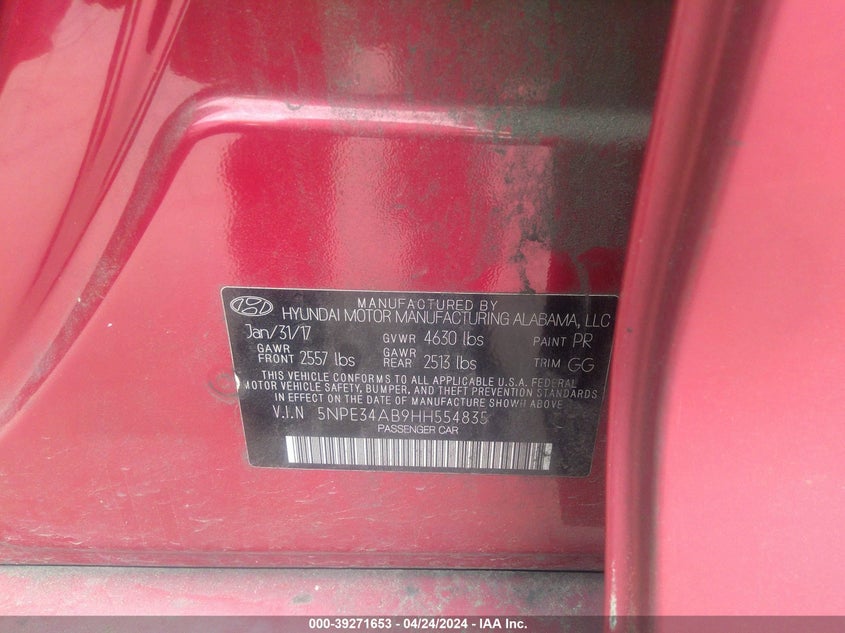 MANUFACTURED BY
HYUNDAI MOTOR MANUFACTURING ALABAMA, LLC
Jan/31/17 GVWR 4630 lbs PAINT PR
GAWR FRONT 2557 lbs GAWR REAR 2513 lbs TRIM GG
THIS VEHICLE CONFORMS TO ALL APPLICABLE U.S.A. FEDERAL
MOTOR VEHICLE SAFETY, BUMPER, AND THEFT PREVENTION STANDARDS
IN EFFECT ON THE DATE OF MANUFACTURE SHOWN ABOVE
V.I.N 5NPE34AB9HH554835
PASSENGER CAR
000-39271653 - 04/24/2024 - IAA Inc.